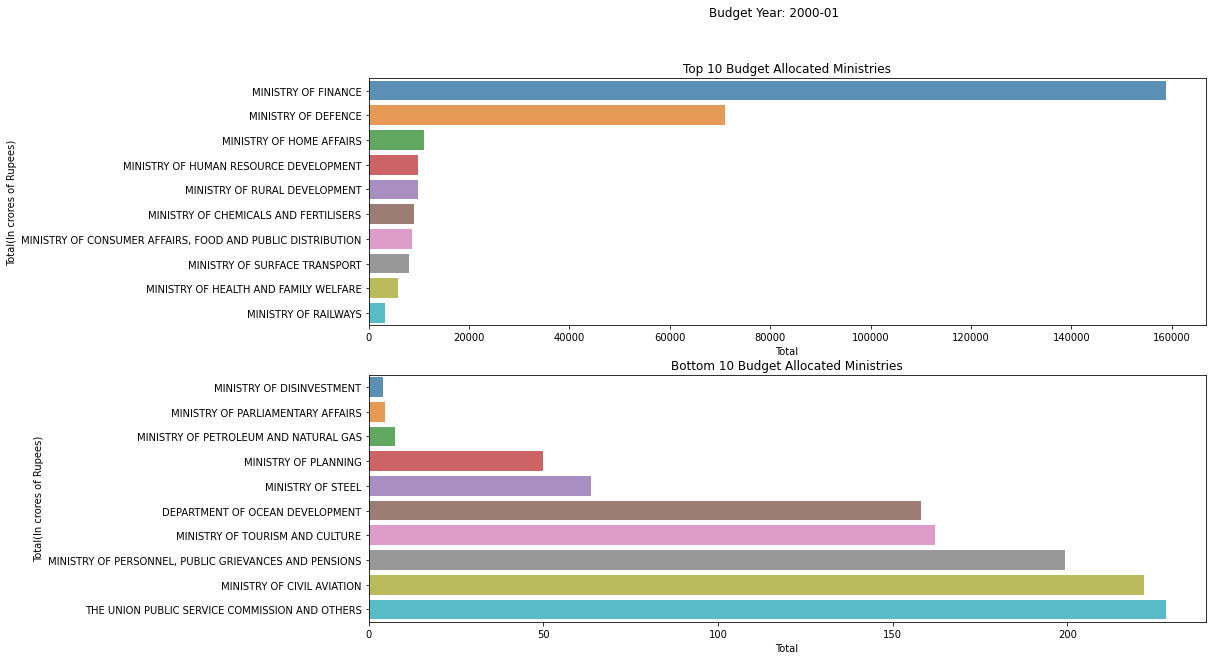 Budget Year: 2000-01
Top 10 Budget Allocated Ministries
Total(In crores of Rupees)
MINISTRY OF FINANCE
MINISTRY OF DEFENCE
MINISTRY OF HOME AFFAIRS
MINISTRY OF HUMAN RESOURCE DEVELOPMENT
MINISTRY OF RURAL DEVELOPMENT
MINISTRY OF CHEMICALS AND FERTILISERS
MINISTRY OF CONSUMER AFFAIRS, FOOD AND PUBLIC DISTRIBUTION
MINISTRY OF SURFACE TRANSPORT
MINISTRY OF HEALTH AND FAMILY WELFARE
MINISTRY OF RAILWAYS
0 20000 40000 60000 80000 100000 120000 140000 160000
Total
Bottom 10 Budget Allocated Ministries
Total(In crores of Rupees)
MINISTRY OF DISINVESTMENT
MINISTRY OF PARLIAMENTARY AFFAIRS
MINISTRY OF PETROLEUM AND NATURAL GAS
MINISTRY OF PLANNING
MINISTRY OF STEEL
DEPARTMENT OF OCEAN DEVELOPMENT
MINISTRY OF TOURISM AND CULTURE
MINISTRY OF PERSONNEL, PUBLIC GRIEVANCES AND PENSIONS
MINISTRY OF CIVIL AVIATION
THE UNION PUBLIC SERVICE COMMISSION AND OTHERS
0 50 100 150 200
Total